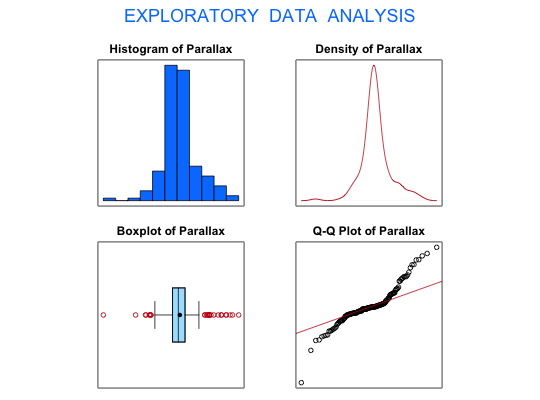 EXPLORATORY DATA ANALYSIS
Histogram of Parallax
Density of Parallax
Boxplot of Parallax
Q-Q Plot of Parallax